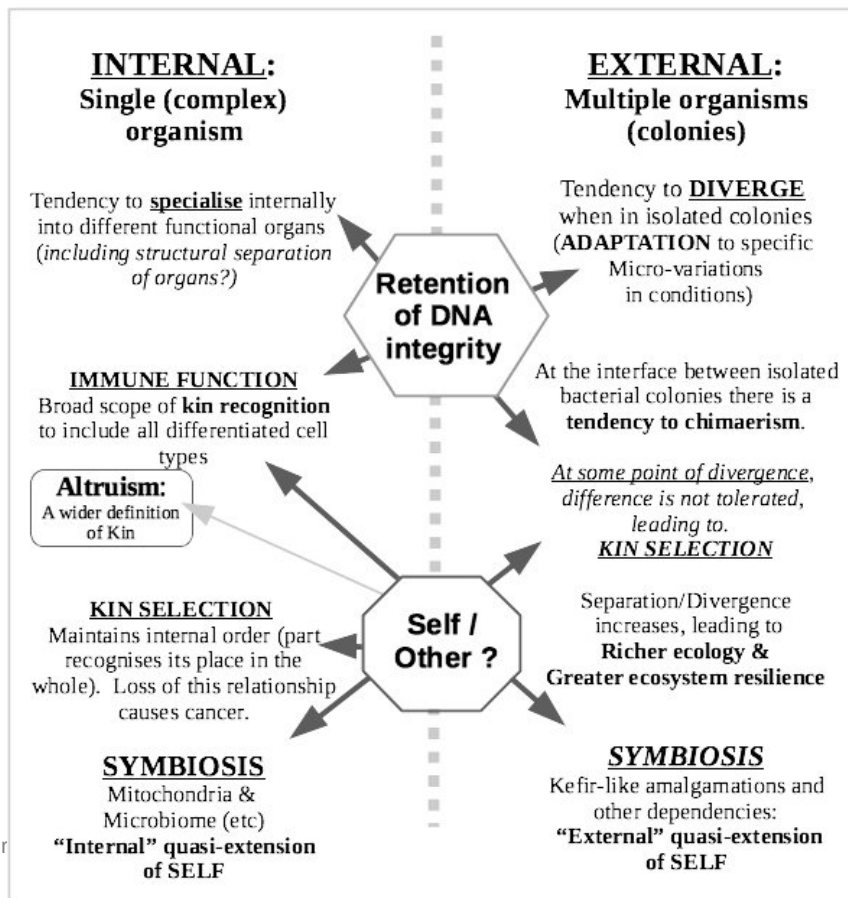 INTERNAL:
Single (complex)
organism
Tendency to specialise internally
into different functional organs
(including structural separation
of organs?)
IMMUNE FUNCTION
Broad scope of kin recognition
to include all differentiated cell
types
Altruism:
A wider definition
of Kin
KIN SELECTION
Maintains internal order (part
recognises its place in the
whole). Loss of this relationship
causes cancer.
SYMBIOSIS
Mitochondria &
Microbiome (etc)
“Internal” quasi-extension
of SELF
r
Retention
of DNA
integrity
Self /
Other ?
EXTERNAL:
Multiple organisms
(colonies)
Tendency to DIVERGE
when in isolated colonies
(ADAPTATION to specific
Micro-variations
in conditions)
At the interface between isolated
bacterial colonies there is a
tendency to chimaerism.
At some point of divergence,
difference is not tolerated,
leading to.
KIN SELECTION
Separation/Divergence
increases, leading to
Richer ecology &
Greater ecosystem resilience
SYMBIOSIS
Kefir-like amalgamations and
other dependencies:
“External” quasi-extension
of SELF